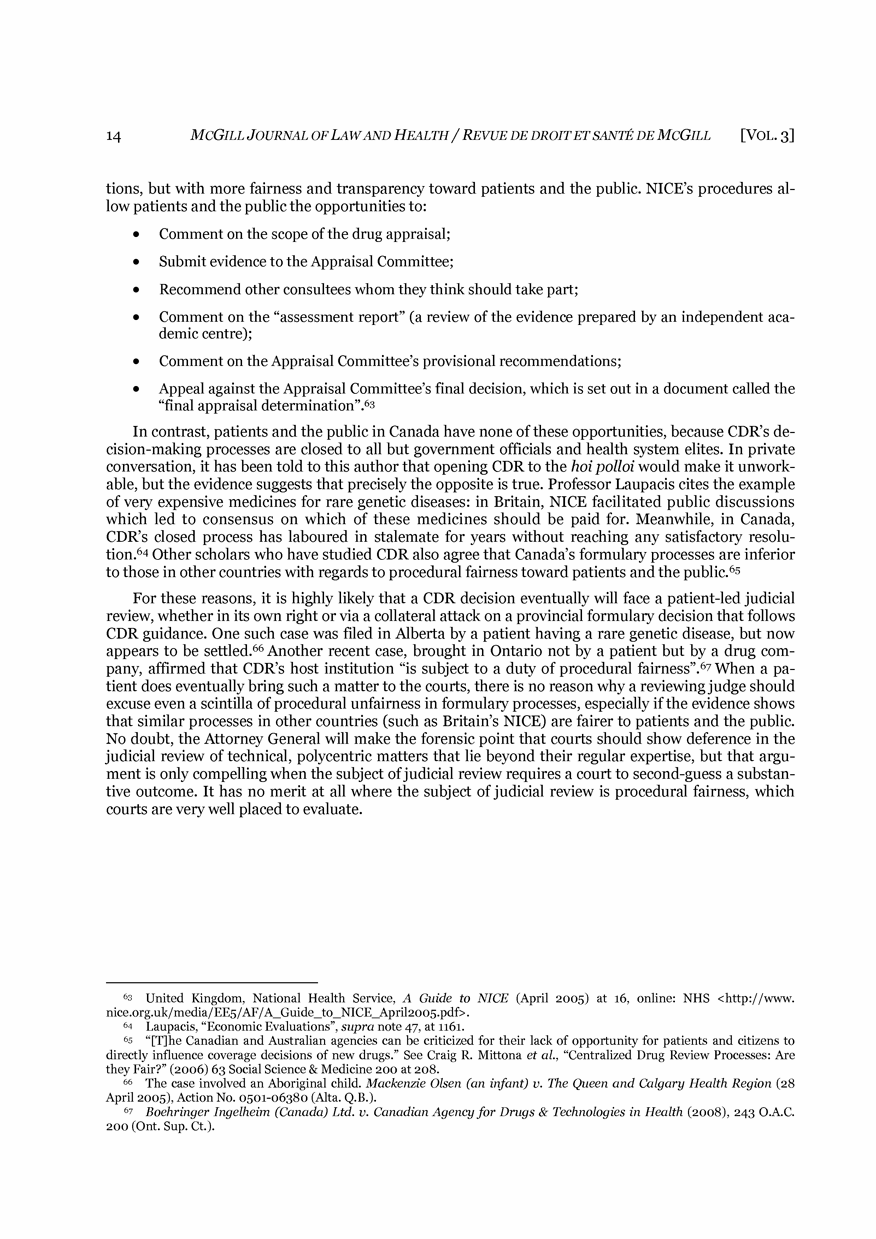 14 MCGILL JOURNAL OF LAW AND HEALTH / REVUE DE DROIT ET SANTÉ DE MCGILL [VOL. 3]
tions, but with more fairness and transparency toward patients and the public. NICE’s procedures al-
low patients and the public the opportunities to:
• Comment on the scope of the drug appraisal;
• Submit evidence to the Appraisal Committee;
• Recommend other consultees whom they think should take part;
• Comment on the “assessment report” (a review of the evidence prepared by an independent aca-
demic centre);
• Comment on the Appraisal Committee’s provisional recommendations;
• Appeal against the Appraisal Committee’s final decision, which is set out in a document called the
“final appraisal determination”.63
In contrast, patients and the public in Canada have none of these opportunities, because CDR’s de-
cision-making processes are closed to all but government officials and health system elites. In private
conversation, it has been told to this author that opening CDR to the hoi polloi would make it unwork-
able, but the evidence suggests that precisely the opposite is true. Professor Laupacis cites the example
of very expensive medicines for rare genetic diseases: in Britain, NICE facilitated public discussions
which led to consensus on which of these medicines should be paid for. Meanwhile, in Canada,
CDR’s closed process has laboured in stalemate for years without reaching any satisfactory resolu-
tion.64 Other scholars who have studied CDR also agree that Canada’s formulary processes are inferior
to those in other countries with regards to procedural fairness toward patients and the public.65
For these reasons, it is highly likely that a CDR decision eventually will face a patient-led judicial
review, whether in its own right or via a collateral attack on a provincial formulary decision that follows
CDR guidance. One such case was filed in Alberta by a patient having a rare genetic disease, but now
appears to be settled.66 Another recent case, brought in Ontario not by a patient but by a drug com-
pany, affirmed that CDR’s host institution “is subject to a duty of procedural fairness”.67 When a pa-
tient does eventually bring such a matter to the courts, there is no reason why a reviewing judge should
excuse even a scintilla of procedural unfairness in formulary processes, especially if the evidence shows
that similar processes in other countries (such as Britain’s NICE) are fairer to patients and the public.
No doubt, the Attorney General will make the forensic point that courts should show deference in the
judicial review of technical, polycentric matters that lie beyond their regular expertise, but that argu-
ment is only compelling when the subject of judicial review requires a court to second-guess a substan-
tive outcome. It has no merit at all where the subject of judicial review is procedural fairness, which
courts are very well placed to evaluate.
63 United Kingdom, National Health Service, A Guide to NICE (April 2005) at 16, online: NHS <http://www.
nice.org.uk/media/EE5/AF/A_Guide_to_NICE_April2005.pdf>.
64 Laupacis, “Economic Evaluations”, supra note 47, at 1161.
65 “[T]he Canadian and Australian agencies can be criticized for their lack of opportunity for patients and citizens to
directly influence coverage decisions of new drugs.” See Craig R. Mittona et al., “Centralized Drug Review Processes: Are
they Fair?” (2006) 63 Social Science & Medicine 200 at 208.
66 The case involved an Aboriginal child. Mackenzie Olsen (an infant) v. The Queen and Calgary Health Region (28
April 2005), Action No. 0501-06380 (Alta. Q.B.).
67 Boehringer Ingelheim (Canada) Ltd. v. Canadian Agency for Drugs & Technologies in Health (2008), 243 O.A.C.
200 (Ont. Sup. Ct.).